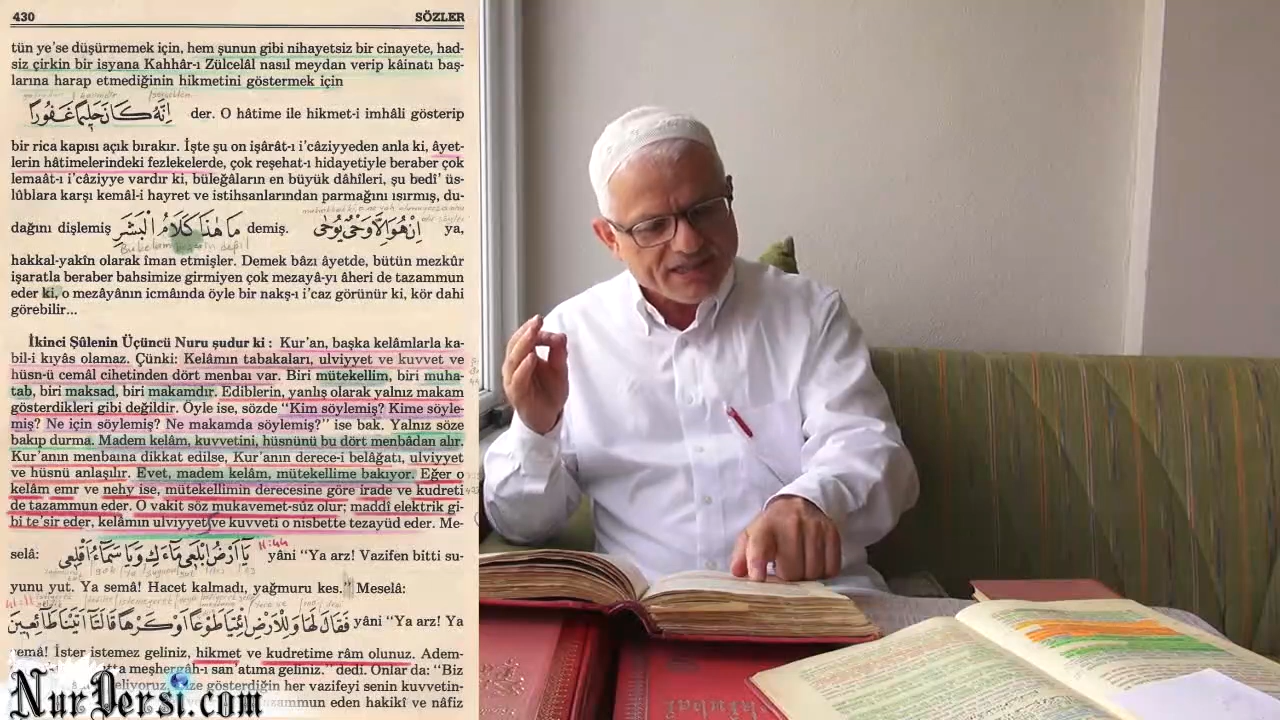 430
SÖZLER
tün ye'se düşürmemek için, hem şunun gibi nihayetsiz bir cinayete, had-
siz çirkin bir isyana Kahhâr-ı Zülcelâl nasıl meydan verip kâinatı baş-
larına harap etmediğinin hikmetini göstermek için
اِنَّهُ كَانَ حَلِيمًا غَفُورًا der. O hâtime ile hikmet-i imhâli gösterip
bir rica kapısı açık bırakır. İşte şu on işârât-ı i'câziyyeden anla ki, âyet-
lerin hâtimelerindeki fezlekelerde, çok reşehat-ı hidayetiyle beraber çok
lemaât-ı i'câziyye vardır ki, büleğâların en büyük dâhîleri, şu bedi' üs-
lûblara karşı kemâl-i hayret ve istihsanlarından parmağını ısırmış, du-
dağını dişlemiş مَا هٰذَا كَلَامُ الْبَشَرِ demiş. اِنْ هُوَ اِلَّا وَحْىٌ يُوحٰى ya,
hakkal-yakîn olarak îman etmişler. Demek bâzı âyetde, bütün mezkûr
işaratla beraber bahsimize girmiyen çok mezayâ-yı âheri de tazammun
eder ki, o mezâyânın icmaında öyle bir nakş-ı i'caz görünür ki, kör dahi
görebilir...
İkinci Şûlenin Üçüncü Nuru şudur ki : Kur'an, başka kelâmlarla ka-
bil-i kıyâs olamaz. Çünki: Kelâmın tabakaları, ulviyyet ve kuvvet ve
hüsn-ü cemâl cihetinden dört menbaı var. Biri mütekellim, biri muha-
tab, biri maksad, biri makamdır. Ediblerin, yanlış olarak yalnız makam
gösterdikleri gibi değildir. Öyle ise, sözde "Kim söylemiş? Kime söyle-
miş? Ne için söylemiş? Ne makamda söylemiş?" ise bak. Yalnız söze
bakıp durma. Madem kelâm, kuvvetini, hüsnünü bu dört menbâdan alır.
Kur'anın menbaına dikkat edilse, Kur'anın derece-i belâğatı, ulviyyet
ve hüsnü anlaşılır. Evet, madem kelâm, mütekellime bakıyor. Eğer o
kelâm emr ve nehy ise, mütekellimin derecesine göre irade ve kudreti
de tazammun eder. O vakit söz mukavemet-sûz olur; maddî elektrik gi-
bi te'sir eder, kelâmın ulviyyet ve kuvveti o nisbette tezayüd eder. Me-
selâ: يَا اَرْضُ ابْلَعِى مَاءَكِ وَيَا سَمَاءُ اَقْلِعِى 11:44 yâni "Ya arz! Vazifen bitti su-
yunu yut. Ya semâ! Hacet kalmadı, yağmuru kes." Meselâ:
فَقَالَ لَهَا وَلِلْاَرْضِ ائْتِيَا طَوْعًا اَوْ كَرْهًا قَالَتَا اَتَيْنَا طَائِعِينَ yâni "Ya arz! Ya
semâ! İster istemez geliniz, hikmet ve kudretime râm olunuz. Adem-
meşhergâh-ı san'atıma geliniz." dedi. Onlar da: "Biz
geliyoruz. Bize gösterdiğin her vazifeyi senin kuvvetin-
tazammun eden hakikî ve nâfiz
NurDersi.com